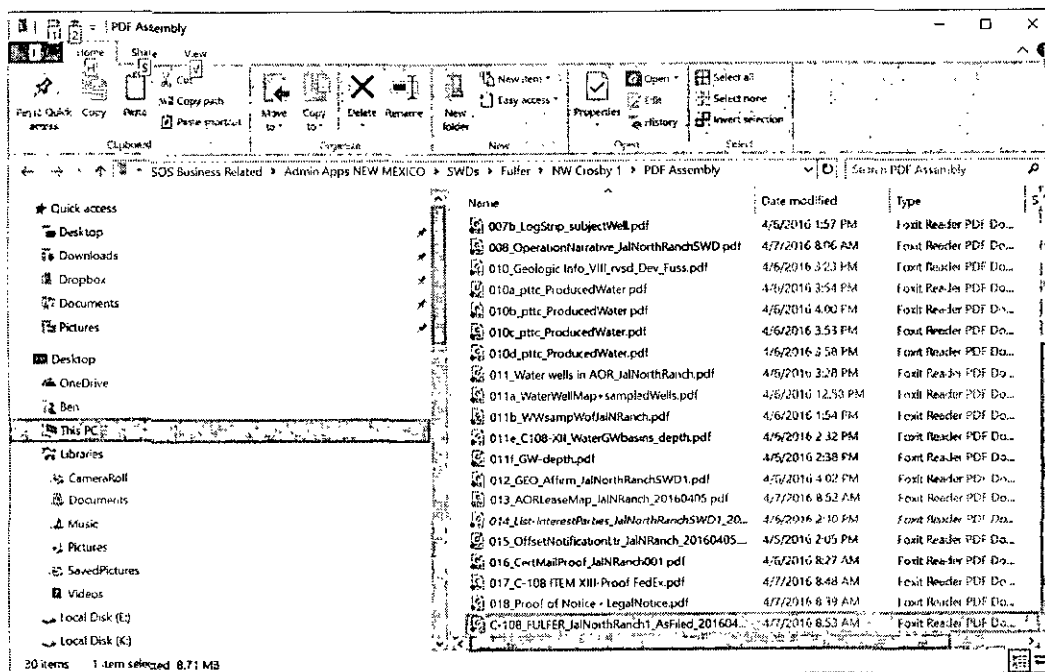 PDF Assembly
Home Share View
Cut
Copy path
Paste shortcut
Pin to Quick access
Copy
Paste
Move to
Copy to
Delete
Rename
New folder
New item
Easy access
Properties
Open
Edit
History
Select all
Select none
Invert selection
Clipboard Organize New Open Select
SOS Business Related › Admin Apps NEW MEXICO › SWDs › Fulfer › NW Crosby 1 › PDF Assembly
Search PDF Assembly
Quick access
Desktop
Downloads
Dropbox
Documents
Pictures
Desktop
OneDrive
Ben
This PC
Libraries
CameraRoll
Documents
Music
Pictures
SavedPictures
Videos
Local Disk (E:)
Local Disk (K:)
Name Date modified Type S
007b_LogStrip_subjectWell.pdf 4/6/2016 1:57 PM Foxit Reader PDF Do...
008_OperationNarrative_JalNorthRanchSWD.pdf 4/7/2016 8:06 AM Foxit Reader PDF Do...
010_Geologic Info_VIII_rvsd_Dev_Fuss.pdf 4/6/2016 3:23 PM Foxit Reader PDF Do...
010a_pttc_ProducedWater.pdf 4/6/2016 3:54 PM Foxit Reader PDF Do...
010b_pttc_ProducedWater.pdf 4/6/2016 4:00 PM Foxit Reader PDF Do...
010c_pttc_ProducedWater.pdf 4/6/2016 3:53 PM Foxit Reader PDF Do...
010d_pttc_ProducedWater.pdf 4/6/2016 3:58 PM Foxit Reader PDF Do...
011_Water wells in AOR_JalNorthRanch.pdf 4/6/2016 3:28 PM Foxit Reader PDF Do...
011a_WaterWellMap+sampledWells.pdf 4/6/2016 12:53 PM Foxit Reader PDF Do...
011b_WWsampWofJalNRanch.pdf 4/6/2016 1:54 PM Foxit Reader PDF Do...
011e_C108-XII_WaterGWbasins_depth.pdf 4/6/2016 2:32 PM Foxit Reader PDF Do...
011f_GW-depth.pdf 4/6/2016 2:38 PM Foxit Reader PDF Do...
012_GEO_Affirm_JalNorthRanchSWD1.pdf 4/6/2016 4:02 PM Foxit Reader PDF Do...
013_AORLeaseMap_JalNRanch_20160405.pdf 4/7/2016 8:52 AM Foxit Reader PDF Do...
014_List-InterestParties_JalNorthRanchSWD1_20... 2:10 PM Foxit Reader PDF Do...
015_OffsetNotificationLtr_JalNRanch_20160405... 4/5/2016 2:05 PM Foxit Reader PDF Do...
016_CertMailProof_JalNRanch001.pdf 4/6/2016 8:27 AM Foxit Reader PDF Do...
017_C-108 ITEM XIII-Proof FedEx.pdf 4/7/2016 8:48 AM Foxit Reader PDF Do...
018_Proof of Notice - LegalNotice.pdf 4/7/2016 8:39 AM Foxit Reader PDF Do...
C-108_FULFER_JalNorthRanch1_AsFiled_201604... 4/7/2016 8:53 AM Foxit Reader PDF Do...
30 items 1 item selected 8.71 MB